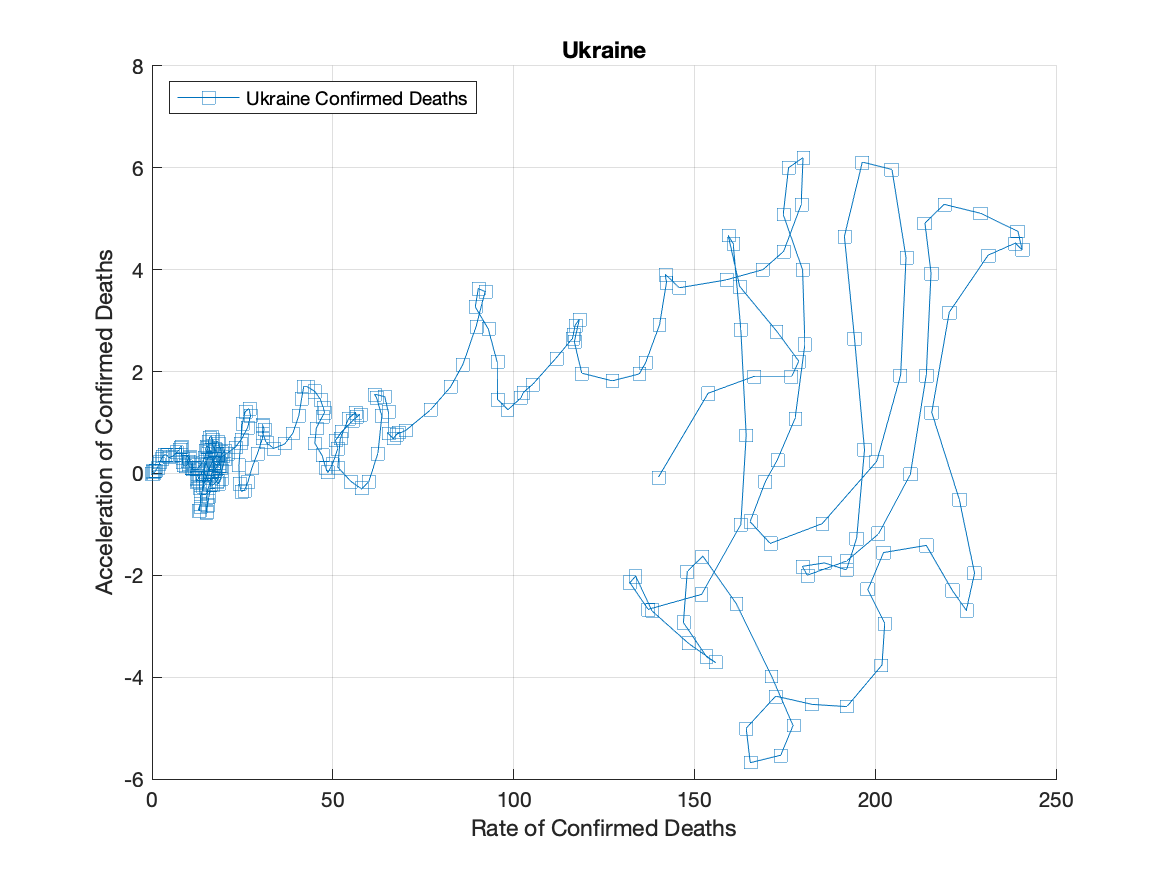 Ukraine
Ukraine Confirmed Deaths
8
6
4
2
0
-2
-4
-6
Acceleration of Confirmed Deaths
0 50 100 150 200 250
Rate of Confirmed Deaths